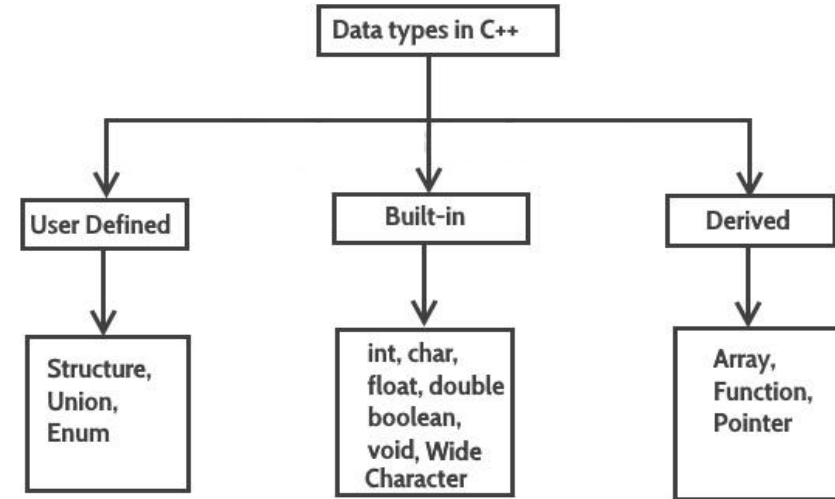 Data types in C++
User Defined
Built-in
Derived
Structure,
Union,
Enum
int, char,
float, double
boolean,
void, Wide
Character
Array,
Function,
Pointer